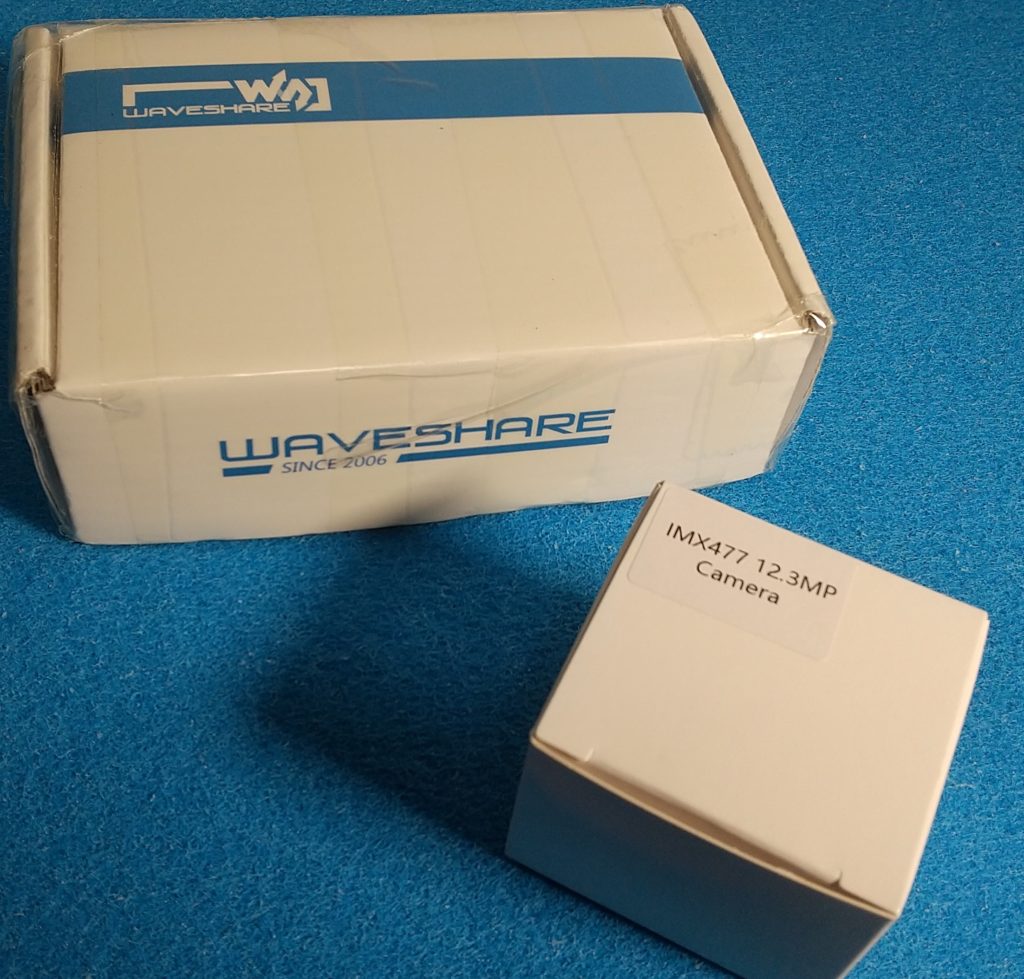 WAVESHARE
WAVESHARE
SINCE 2006
IMX477 12.3MP
Camera